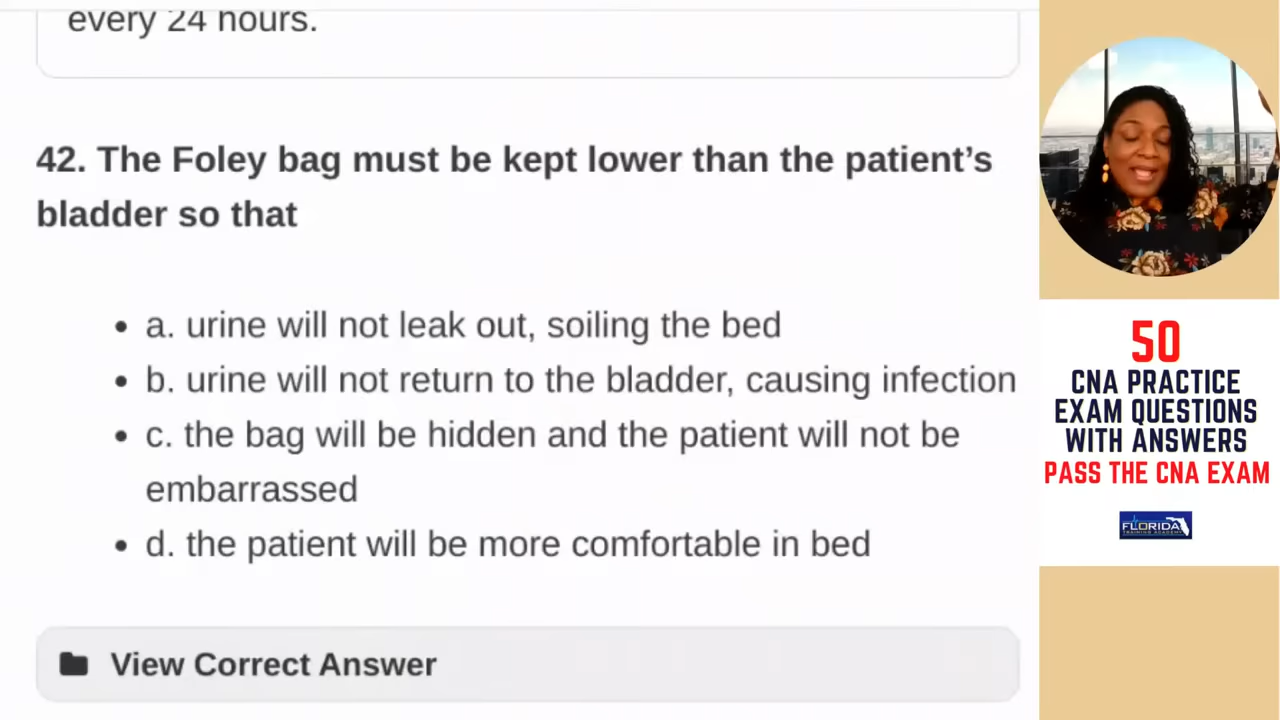 every 24 hours.
42. The Foley bag must be kept lower than the patient’s
bladder so that
• a. urine will not leak out, soiling the bed
• b. urine will not return to the bladder, causing infection
• c. the bag will be hidden and the patient will not be
embarrassed
• d. the patient will be more comfortable in bed
View Correct Answer
50
CNA PRACTICE
EXAM QUESTIONS
WITH ANSWERS
PASS THE CNA EXAM
FLORIDA
TRAINING ACADEMY